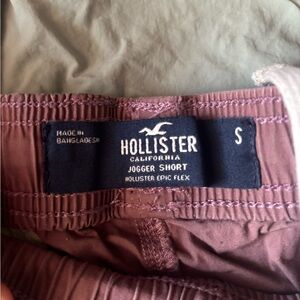 MADE IN
BANGLADESH
HOLLISTER
CALIFORNIA
JOGGER SHORT
HOLLISTER EPIC FLEX
S